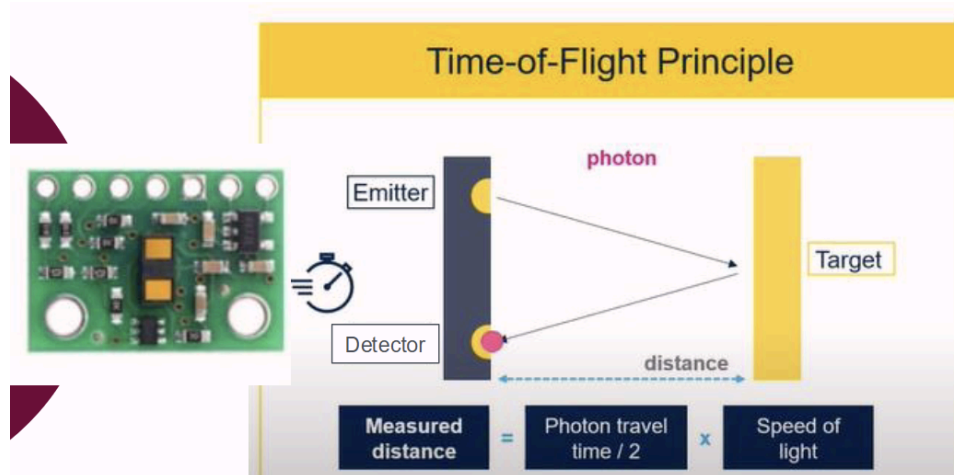 Time-of-Flight Principle
photon
Emitter
Target
Detector
distance
Measured
distance
=
Photon travel
time / 2
x
Speed of
light